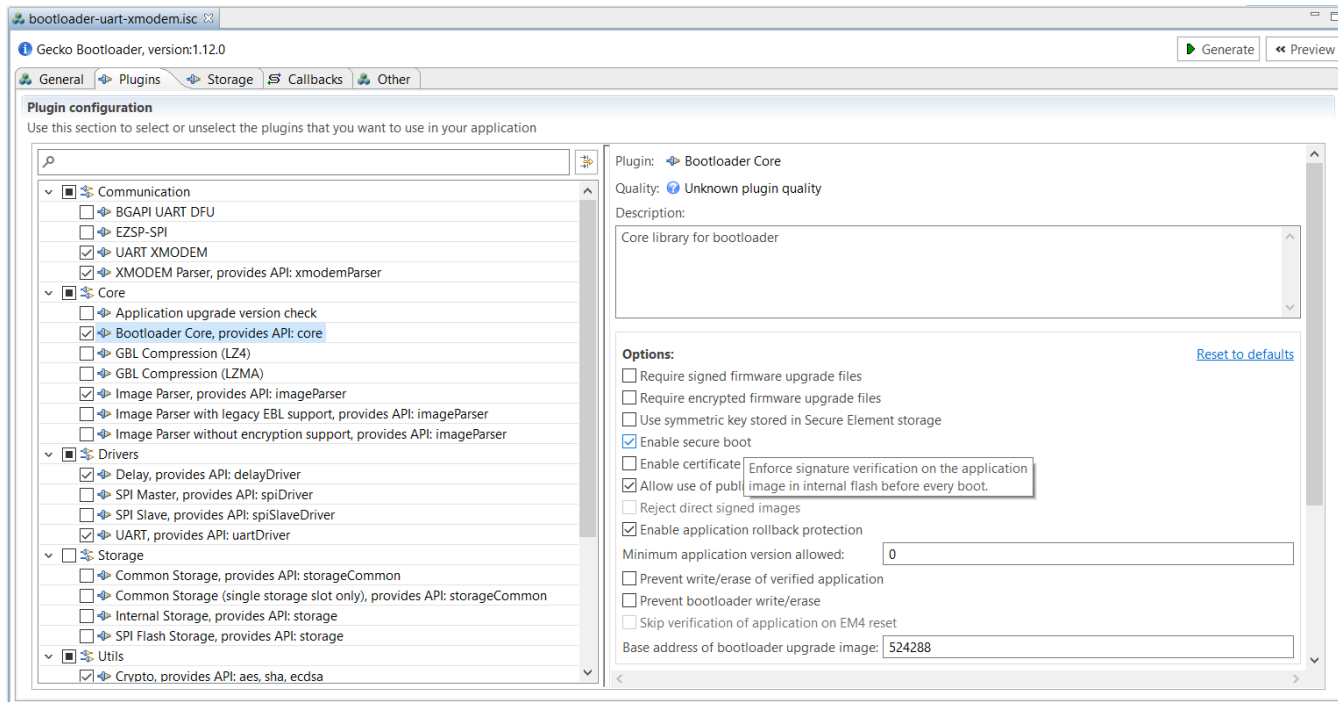 bootloader-uart-xmodem.isc
Gecko Bootloader, version:1.12.0
Generate
Preview
General Plugins Storage Callbacks Other
Plugin configuration
Use this section to select or unselect the plugins that you want to use in your application
Communication
BGAPI UART DFU
EZSP-SPI
UART XMODEM
XMODEM Parser, provides API: xmodemParser
Core
Application upgrade version check
Bootloader Core, provides API: core
GBL Compression (LZ4)
GBL Compression (LZMA)
Image Parser, provides API: imageParser
Image Parser with legacy EBL support, provides API: imageParser
Image Parser without encryption support, provides API: imageParser
Drivers
Delay, provides API: delayDriver
SPI Master, provides API: spiDriver
SPI Slave, provides API: spiSlaveDriver
UART, provides API: uartDriver
Storage
Common Storage, provides API: storageCommon
Common Storage (single storage slot only), provides API: storageCommon
Internal Storage, provides API: storage
SPI Flash Storage, provides API: storage
Utils
Crypto, provides API: aes, sha, ecdsa
Plugin: Bootloader Core
Quality: Unknown plugin quality
Description:
Core library for bootloader
Options: Reset to defaults
Require signed firmware upgrade files
Require encrypted firmware upgrade files
Use symmetric key stored in Secure Element storage
Enable secure boot
Enable certificate
Enforce signature verification on the application
Allow use of publi
image in internal flash before every boot.
Reject direct signed images
Enable application rollback protection
Minimum application version allowed: 0
Prevent write/erase of verified application
Prevent bootloader write/erase
Skip verification of application on EM4 reset
Base address of bootloader upgrade image: 524288